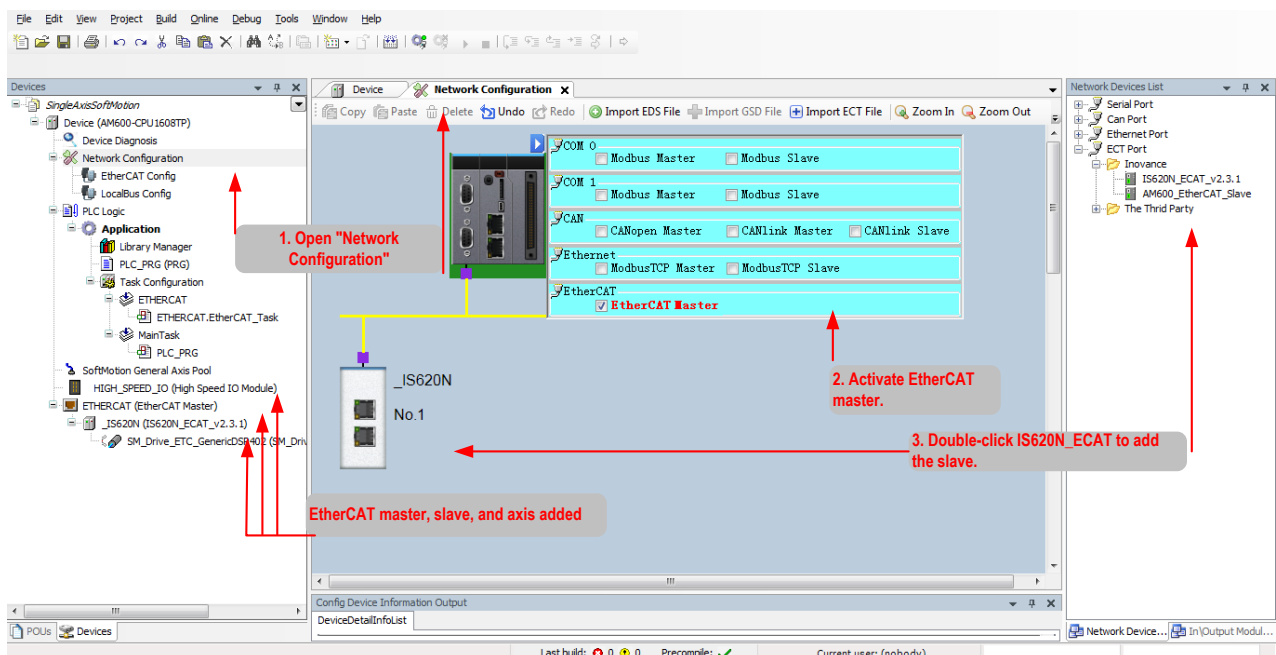 File Edit View Project Build Online Debug Tools Window Help
Devices
SingleAxisSoftMotion
Device (AM600-CPU1608TP)
Device Diagnosis
Network Configuration
EtherCAT Config
LocalBus Config
PLC Logic
Application
Library Manager
PLC_PRG (PRG)
Task Configuration
ETHERCAT
ETHERCAT.EtherCAT_Task
MainTask
PLC_PRG
SoftMotion General Axis Pool
HIGH_SPEED_IO (High Speed IO Module)
ETHERCAT (EtherCAT Master)
_IS620N (IS620N_ECAT_v2.3.1)
SM_Drive_ETC_GenericDSP402 (SM_Driv
POUs Devices
Device Network Configuration
Copy Paste Delete Undo Redo Import EDS File Import GSD File Import ECT File Zoom In Zoom Out
COM 0
Modbus Master Modbus Slave
COM 1
Modbus Master Modbus Slave
CAN
CANopen Master CANlink Master CANlink Slave
Ethernet
ModbusTCP Master ModbusTCP Slave
EtherCAT
EtherCAT Master
_IS620N
No.1
1. Open "Network
Configuration"
2. Activate EtherCAT
master.
3. Double-click IS620N_ECAT to add
the slave.
EtherCAT master, slave, and axis added
Config Device Information Output
DeviceDetailInfoList
Network Devices List
Serial Port
Can Port
Ethernet Port
ECT Port
Inovance
IS620N_ECAT_v2.3.1
AM600_EtherCAT_Slave
The Thrid Party
Network Device... In\Output Modul...
Last build: 0 0 Precompile: Current user: (nobody)